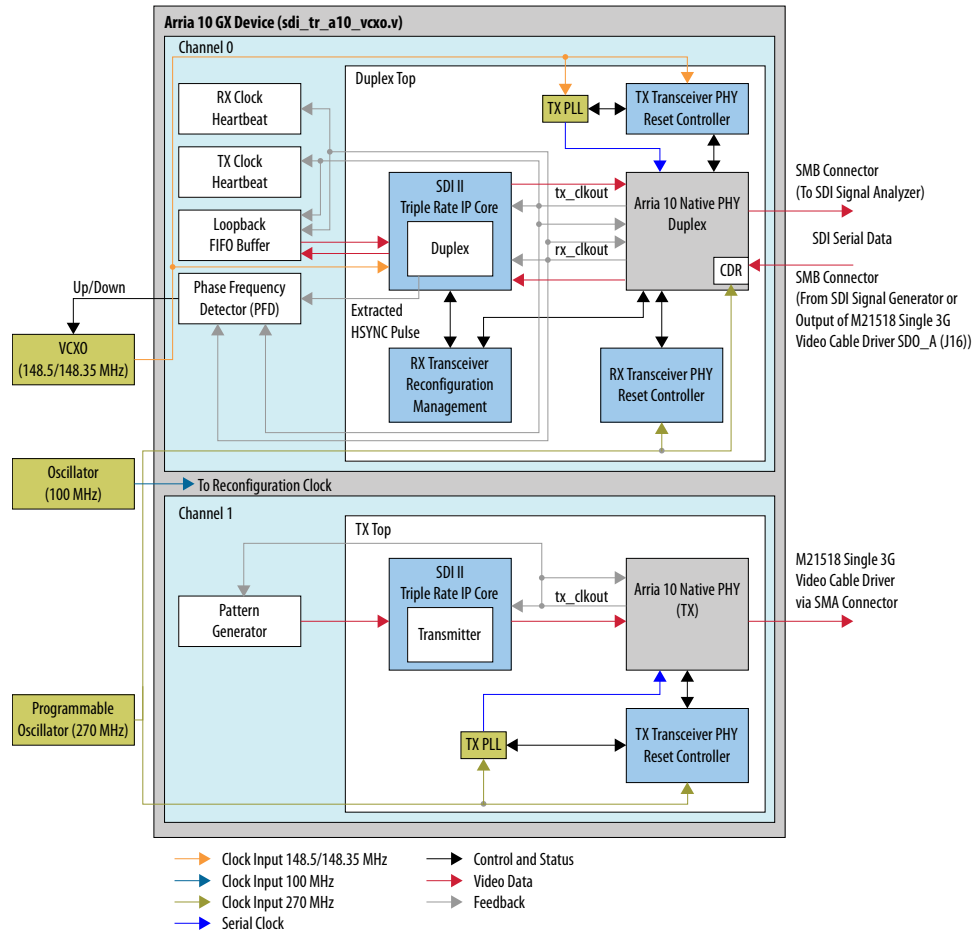 Arria 10 GX Device (sdi_tr_a10_vcxo.v)
Channel 0
Duplex Top
RX Clock
Heartbeat
TX Clock
Heartbeat
Loopback
FIFO Buffer
Phase Frequency
Detector (PFD)
Up/Down
VCXO
(148.5/148.35 MHz)
TX PLL
TX Transceiver PHY
Reset Controller
SDI II
Triple Rate IP Core
Duplex
tx_clkout
rx_clkout
Arria 10 Native PHY
Duplex
CDR
Extracted
HSYNC Pulse
RX Transceiver
Reconfiguration
Management
RX Transceiver PHY
Reset Controller
SMB Connector
(To SDI Signal Analyzer)
SDI Serial Data
SMB Connector
(From SDI Signal Generator or
Output of M21518 Single 3G
Video Cable Driver SDO_A (J16))
Oscillator
(100 MHz)
To Reconfiguration Clock
Channel 1
TX Top
Pattern
Generator
SDI II
Triple Rate IP Core
Transmitter
tx_clkout
Arria 10 Native PHY
(TX)
M21518 Single 3G
Video Cable Driver
via SMA Connector
Programmable
Oscillator (270 MHz)
TX PLL
TX Transceiver PHY
Reset Controller
Clock Input 148.5/148.35 MHz
Clock Input 100 MHz
Clock Input 270 MHz
Serial Clock
Control and Status
Video Data
Feedback